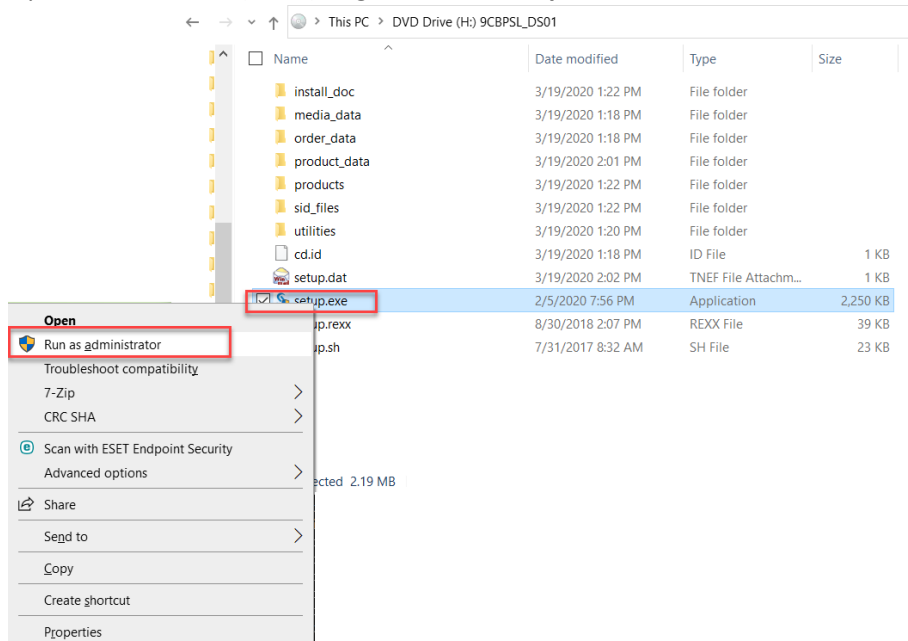 This PC > DVD Drive (H:) 9CBPSL_DS01
Name Date modified Type Size
install_doc 3/19/2020 1:22 PM File folder
media_data 3/19/2020 1:18 PM File folder
order_data 3/19/2020 1:18 PM File folder
product_data 3/19/2020 2:01 PM File folder
products 3/19/2020 1:22 PM File folder
sid_files 3/19/2020 1:22 PM File folder
utilities 3/19/2020 1:20 PM File folder
cd.id 3/19/2020 1:18 PM ID File 1 KB
setup.dat 3/19/2020 2:02 PM TNEF File Attachm... 1 KB
setup.exe 2/5/2020 7:56 PM Application 2,250 KB
up.rexx 8/30/2018 2:07 PM REXX File 39 KB
up.sh 7/31/2017 8:32 AM SH File 23 KB
Open
Run as administrator
Troubleshoot compatibility
7-Zip
CRC SHA
Scan with ESET Endpoint Security
Advanced options
ected 2.19 MB
Share
Send to
Copy
Create shortcut
Properties